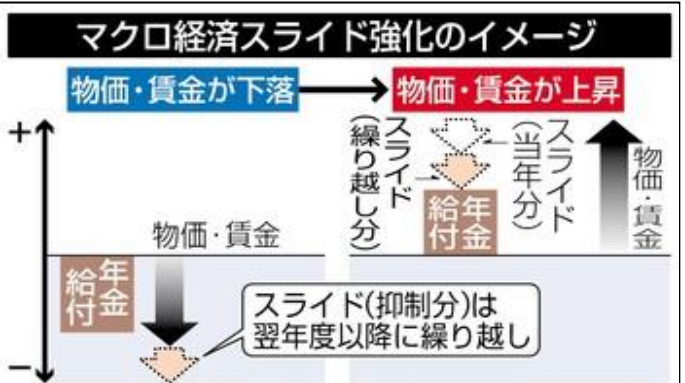 マクロ経済スライド強化のイメージ
物価・賃金が下落
物価・賃金が上昇
+
−
物価・賃金
年金
給付
スライド(抑制分)は
翌年度以降に繰り越し
スライド
(当年分)
スライド
(繰り越し分)
年金
給付
物価・賃金